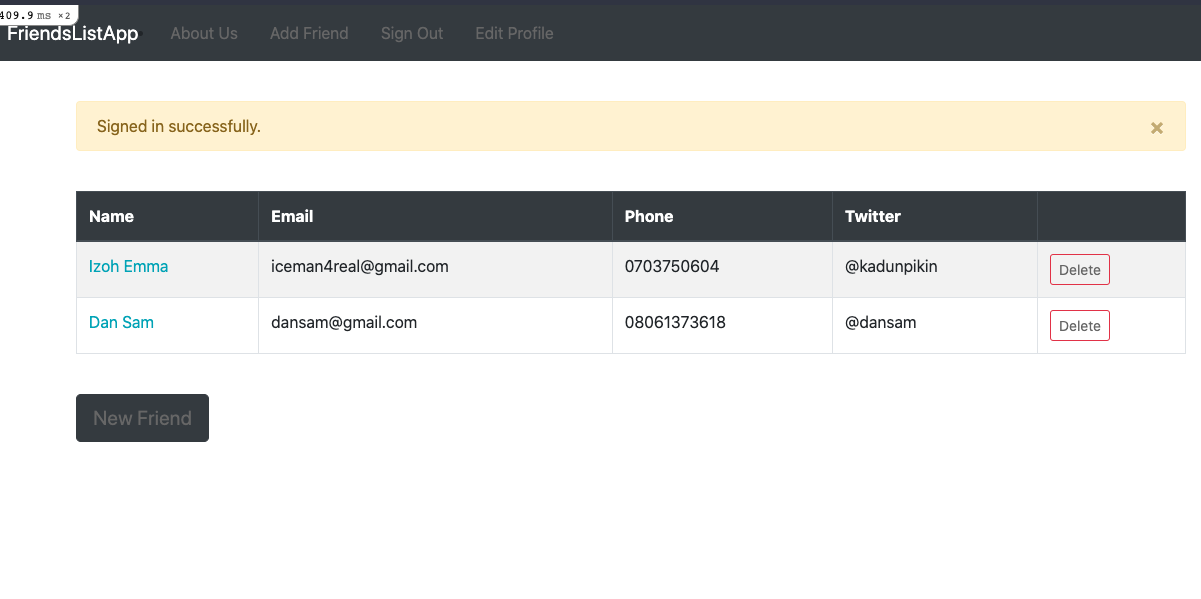 409.9 ms ×2
FriendsListApp About Us Add Friend Sign Out Edit Profile
Signed in successfully. ×
Name Email Phone Twitter
Izoh Emma iceman4real@gmail.com 0703750604 @kadunpikin Delete
Dan Sam dansam@gmail.com 08061373618 @dansam Delete
New Friend